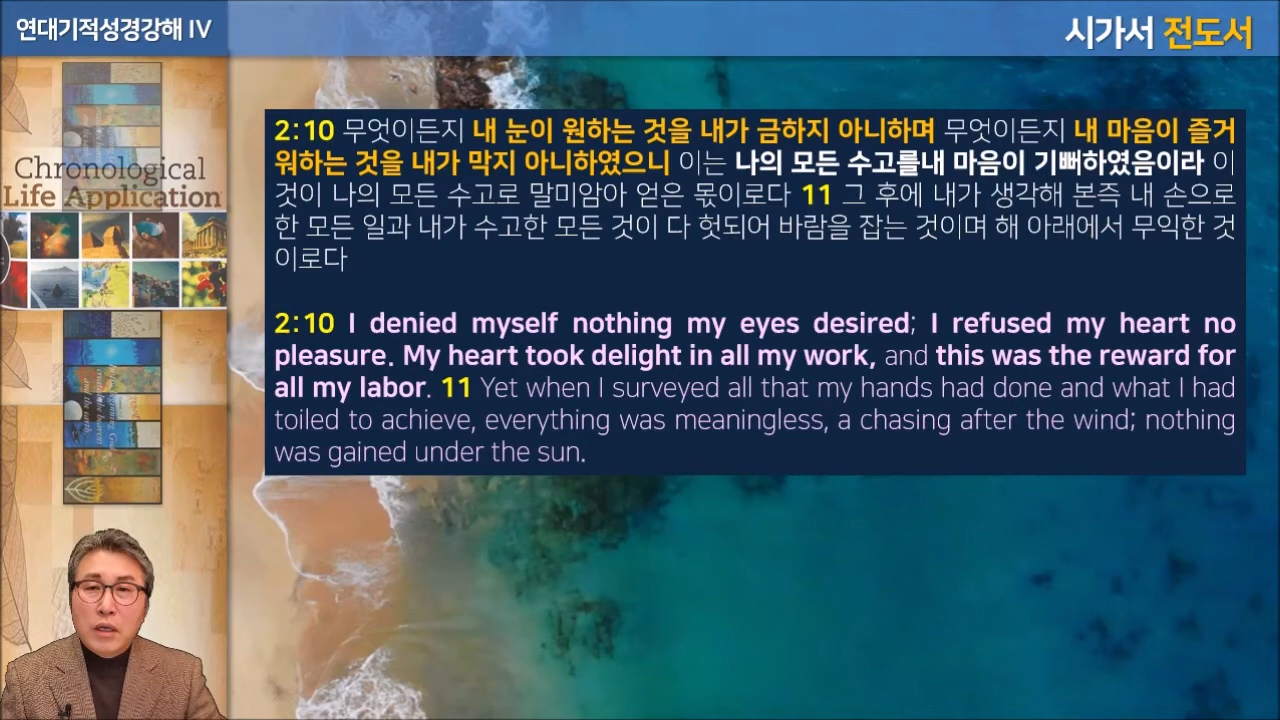 연대기적성경강해 IV
시가서 전도서
Chronological
Life Application
2:10 무엇이든지 내 눈이 원하는 것을 내가 금하지 아니하며 무엇이든지 내 마음이 즐거
워하는 것을 내가 막지 아니하였으니 이는 나의 모든 수고를내 마음이 기뻐하였음이라 이
것이 나의 모든 수고로 말미암아 얻은 몫이로다 11 그 후에 내가 생각해 본즉 내 손으로
한 모든 일과 내가 수고한 모든 것이 다 헛되어 바람을 잡는 것이며 해 아래에서 무익한 것
이로다
2:10 I denied myself nothing my eyes desired; I refused my heart no
pleasure. My heart took delight in all my work, and this was the reward for
all my labor. 11 Yet when I surveyed all that my hands had done and what I had
toiled to achieve, everything was meaningless, a chasing after the wind; nothing
was gained under the sun.